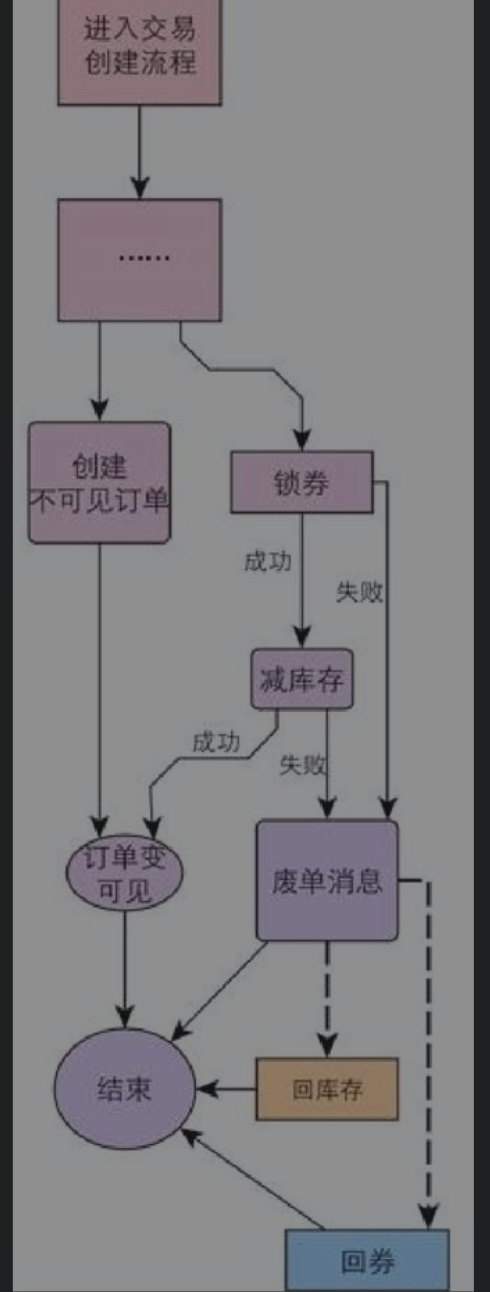 进入交易
创建流程
……
创建
不可见订单
锁券
成功
失败
减库存
成功
失败
订单变
可见
废单消息
结束
回库存
回券